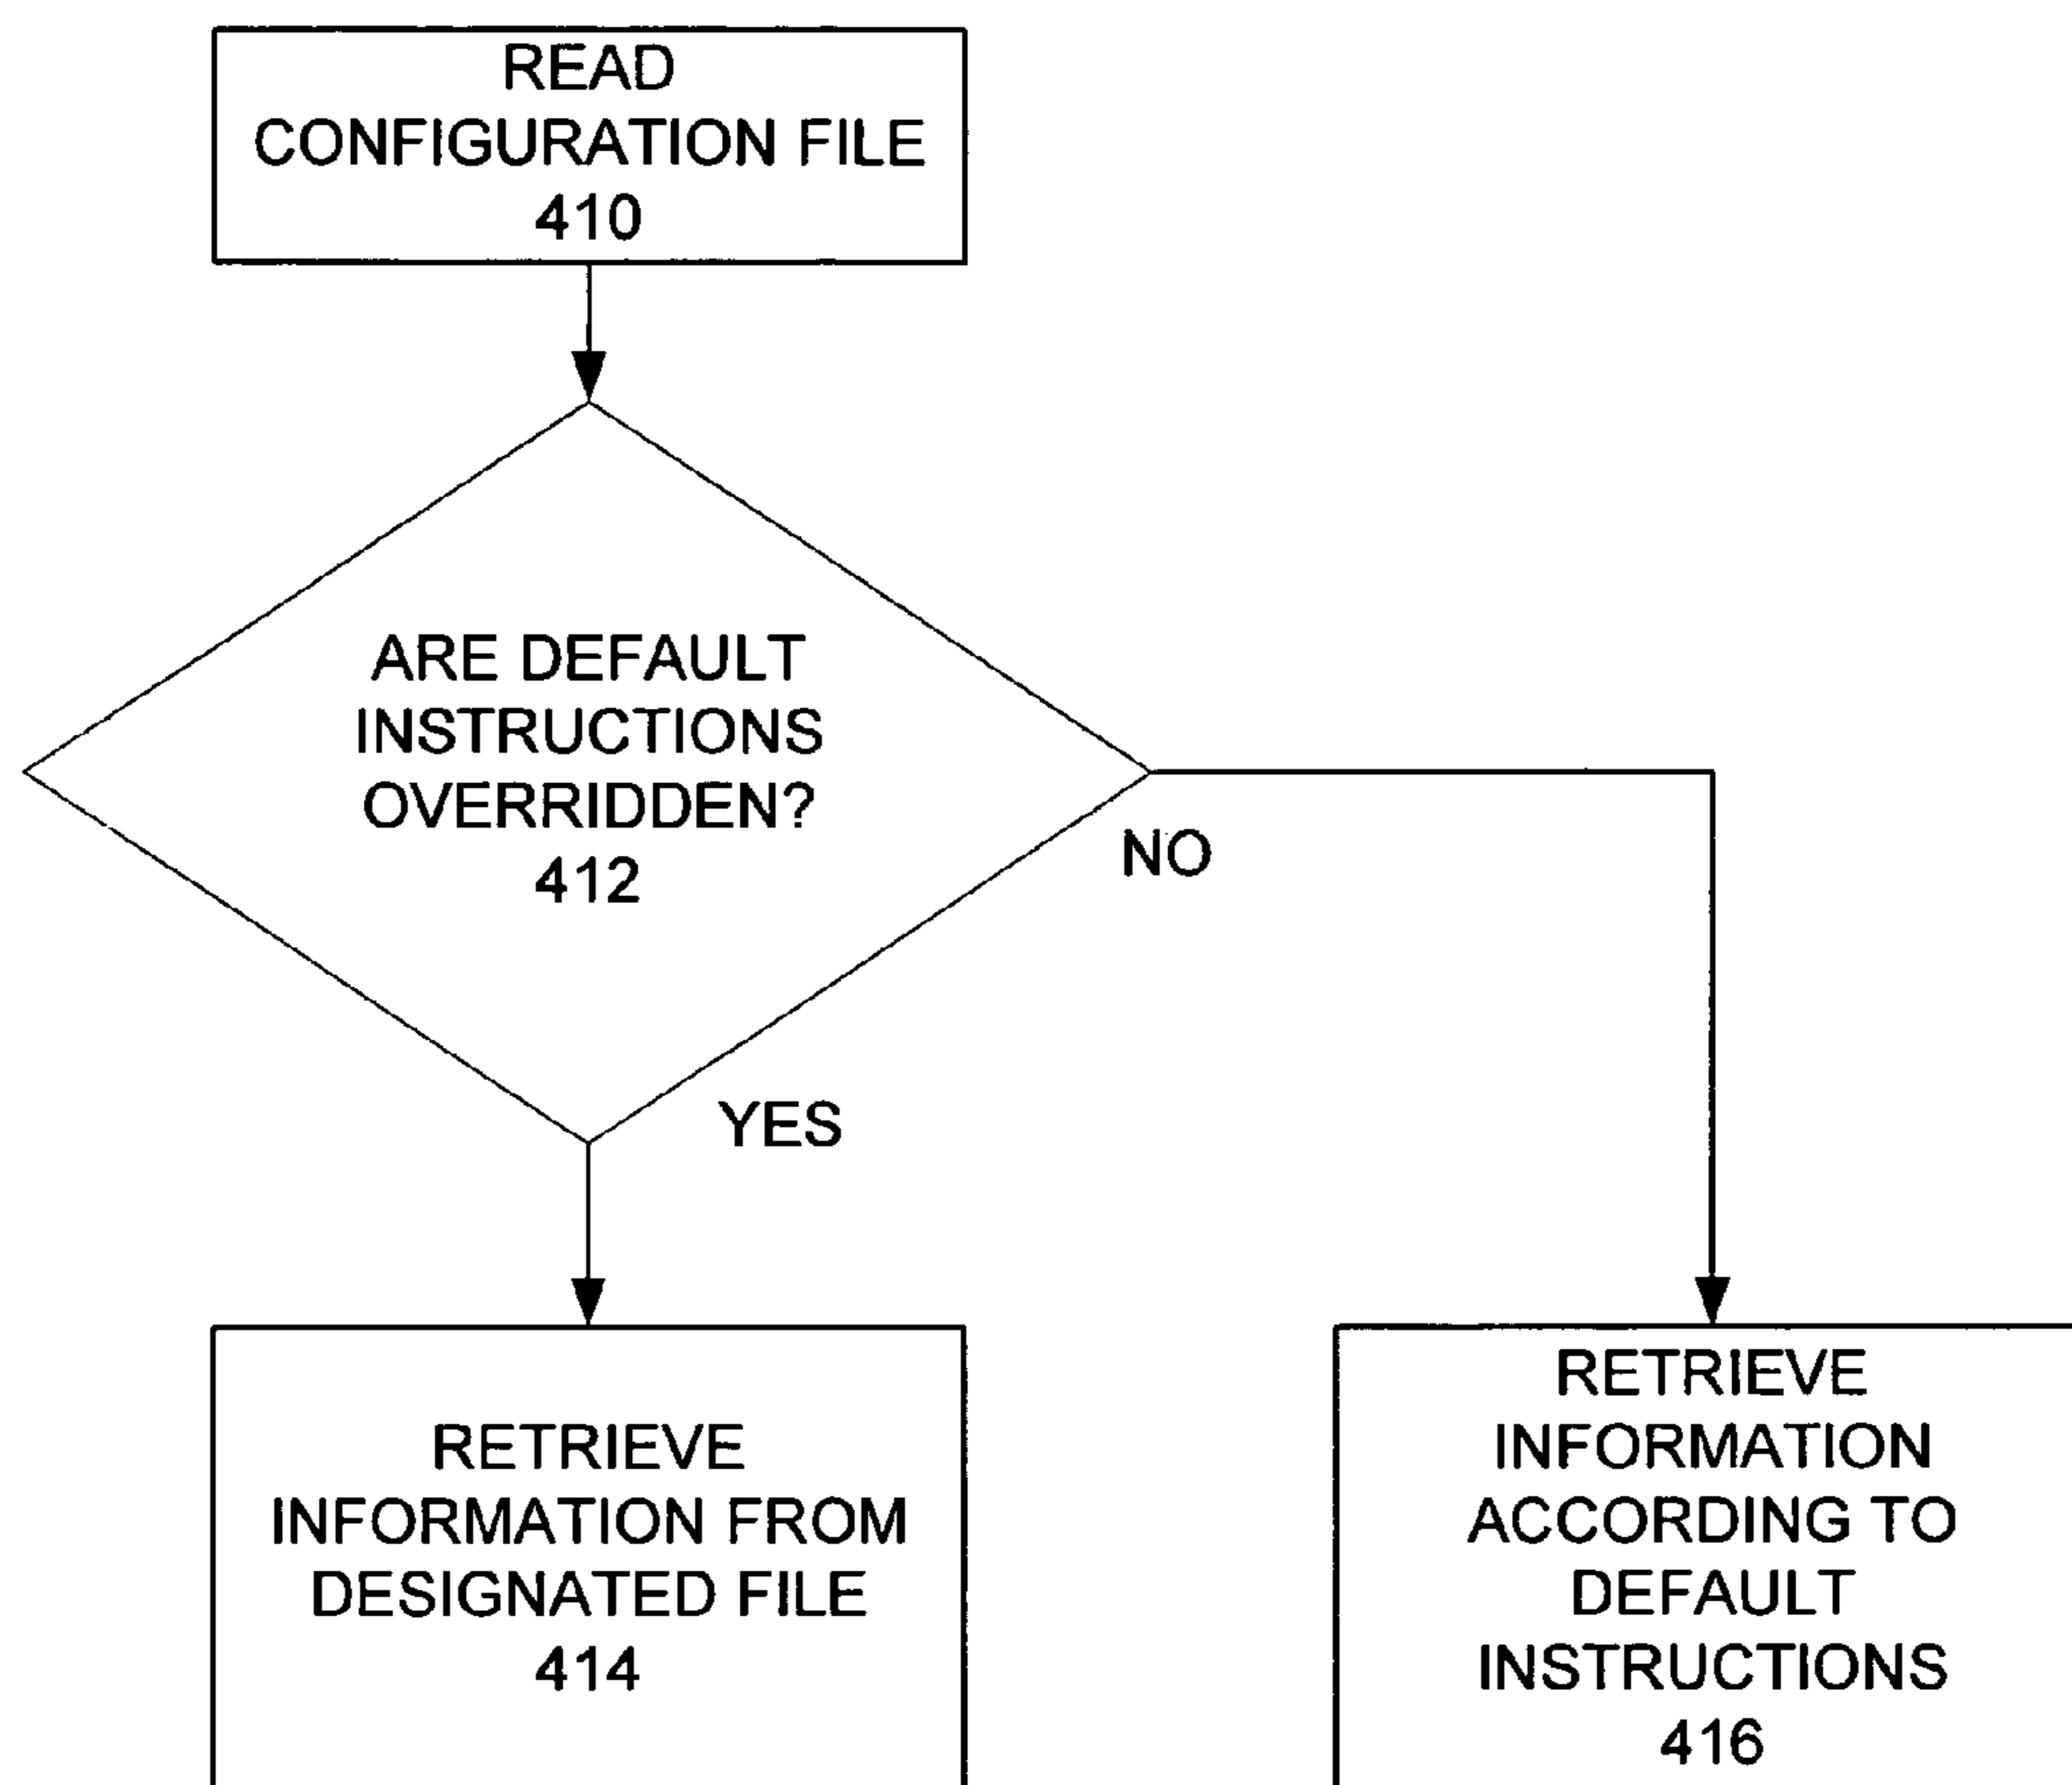 READ
CONFIGURATION FILE
410
ARE DEFAULT
INSTRUCTIONS
OVERRIDDEN?
412
NO
YES
RETRIEVE
INFORMATION FROM
DESIGNATED FILE
414
RETRIEVE
INFORMATION
ACCORDING TO
DEFAULT
INSTRUCTIONS
416